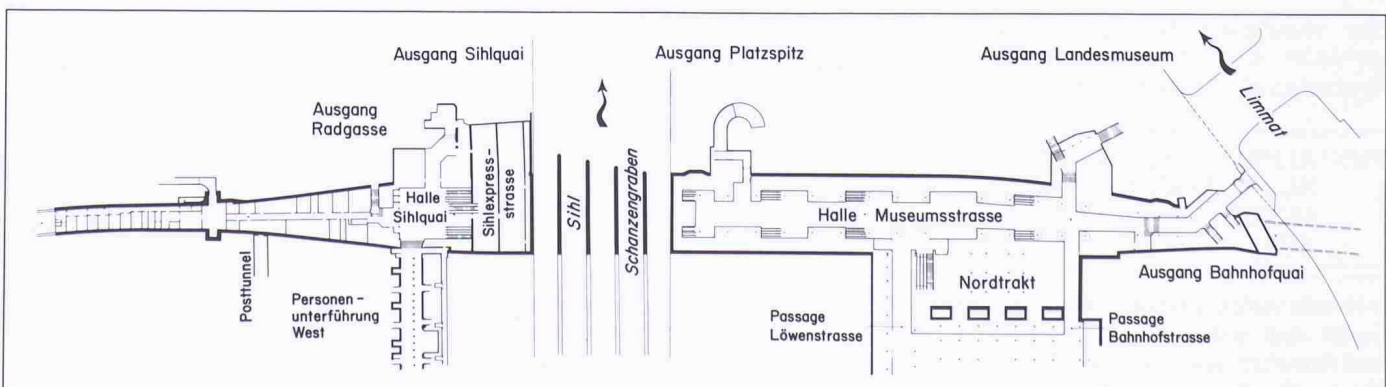 Ausgang Sihlquai
Ausgang Platzspitz
Ausgang Landesmuseum
Limmat
Ausgang
Radgasse
Halle
Sihlquai
Sihlexpress-
strasse
Sihl
Schanzengraben
Halle Museumsstrasse
Posttunnel
Personen-
unterführung
West
Nordtrakt
Ausgang Bahnhofquai
Passage
Löwenstrasse
Passage
Bahnhofstrasse